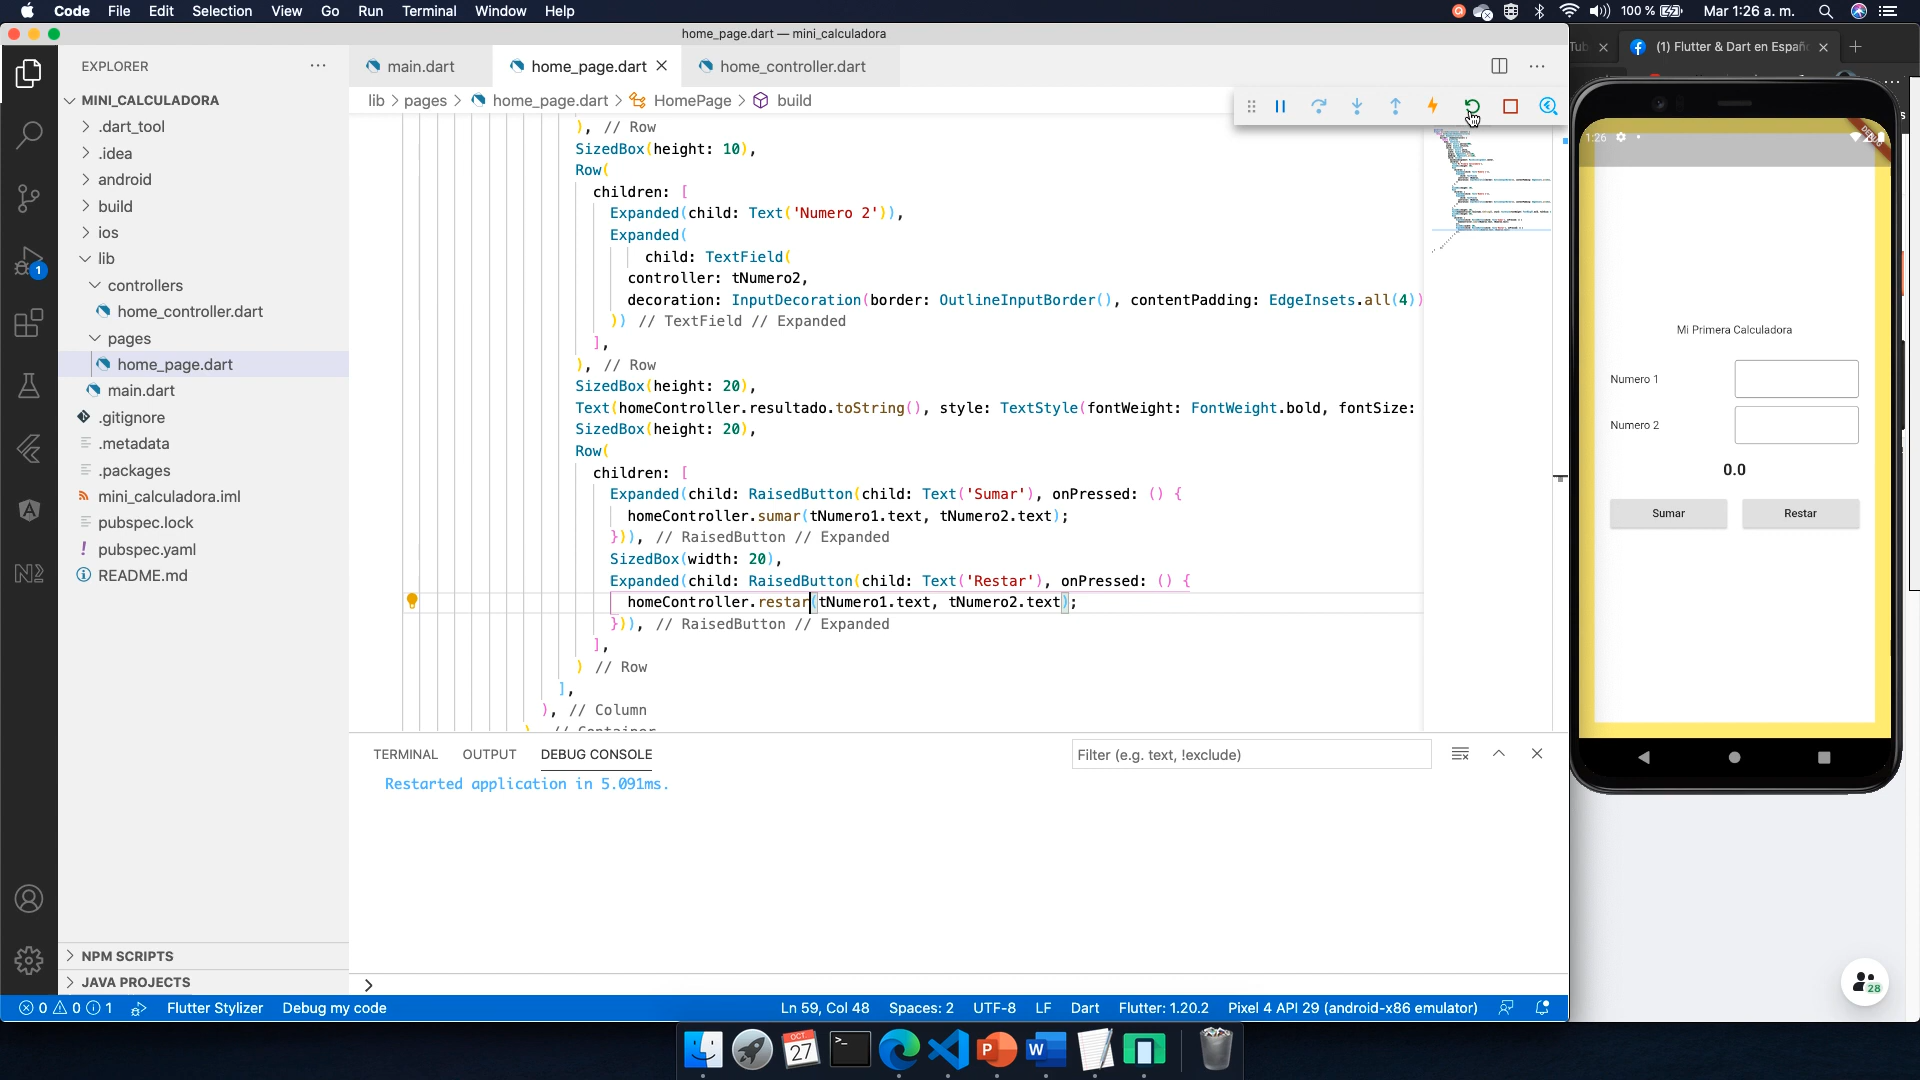 Code File Edit Selection View Go Run Terminal Window Help
100 % Mar 1:26 a. m.
home_page.dart — mini_calculadora
EXPLORER
main.dart
home_page.dart
home_controller.dart
(1) Flutter & Dart en Españ
lib > pages > home_page.dart > HomePage > build
MINI_CALCULADORA
.dart_tool
.idea
android
build
ios
lib
controllers
home_controller.dart
pages
home_page.dart
main.dart
.gitignore
.metadata
.packages
mini_calculadora.iml
pubspec.lock
pubspec.yaml
README.md
NPM SCRIPTS
JAVA PROJECTS
1
), // Row
SizedBox(height: 10),
Row(
children: [
Expanded(child: Text('Numero 2')),
Expanded(
child: TextField(
controller: tNumero2,
decoration: InputDecoration(border: OutlineInputBorder(), contentPadding: EdgeInsets.all(4))
)) // TextField // Expanded
],
), // Row
SizedBox(height: 20),
Text(homeController.resultado.toString(), style: TextStyle(fontWeight: FontWeight.bold, fontSize:
SizedBox(height: 20),
Row(
children: [
Expanded(child: RaisedButton(child: Text('Sumar'), onPressed: () {
homeController.sumar(tNumero1.text, tNumero2.text);
})), // RaisedButton // Expanded
SizedBox(width: 20),
Expanded(child: RaisedButton(child: Text('Restar'), onPressed: () {
homeController.restar(tNumero1.text, tNumero2.text);
})), // RaisedButton // Expanded
],
) // Row
],
), // Column
) // Container
TERMINAL OUTPUT DEBUG CONSOLE
Filter (e.g. text, !exclude)
Restarted application in 5.091ms.
1:26
Mi Primera Calculadora
Numero 1
Numero 2
0.0
Sumar Restar
28
0 0 1 Flutter Stylizer Debug my code Ln 59, Col 48 Spaces: 2 UTF-8 LF Dart Flutter: 1.20.2 Pixel 4 API 29 (android-x86 emulator)
OCT
27
P
W